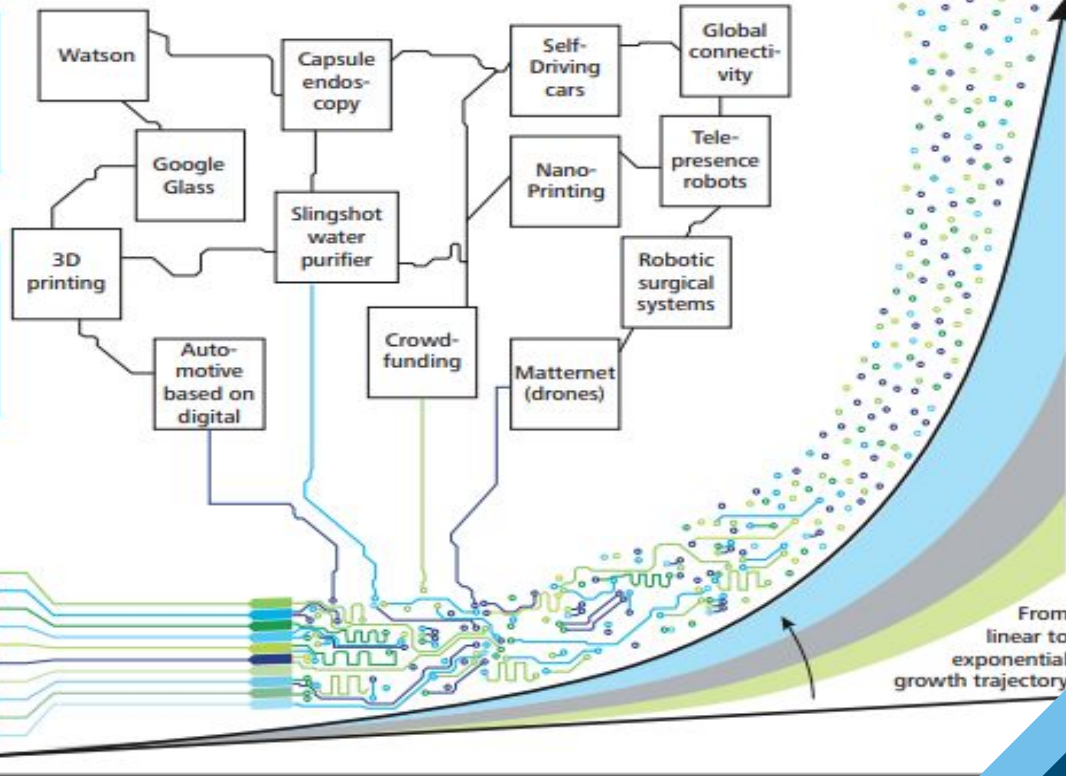 Watson
Capsule
endos-
copy
Self-
Driving
cars
Global
connecti-
vity
Google
Glass
Nano-
Printing
Tele-
presence
robots
Slingshot
water
purifier
3D
printing
Robotic
surgical
systems
Auto-
motive
based on
digital
Crowd-
funding
Matternet
(drones)
From
linear to
exponential
growth trajectory